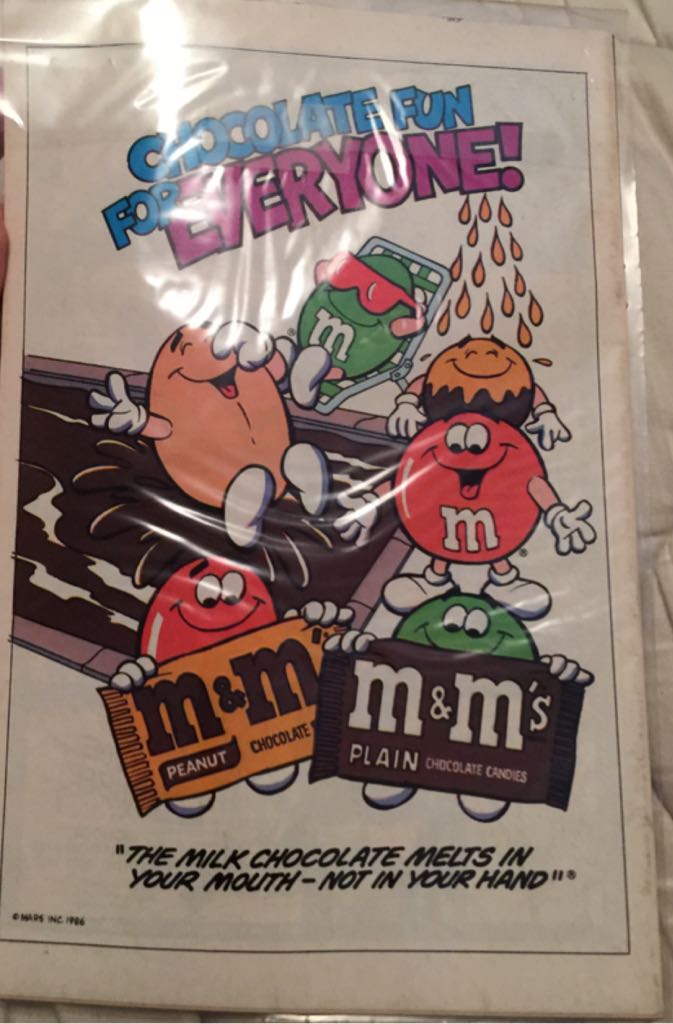 CHOCOLATE FUN
FOR EVERYONE!
m
m®
m&m's
PEANUT CHOCOLATE
m&m's
PLAIN CHOCOLATE CANDIES
"THE MILK CHOCOLATE MELTS IN
YOUR MOUTH – NOT IN YOUR HAND"®
© MARS INC. 1986